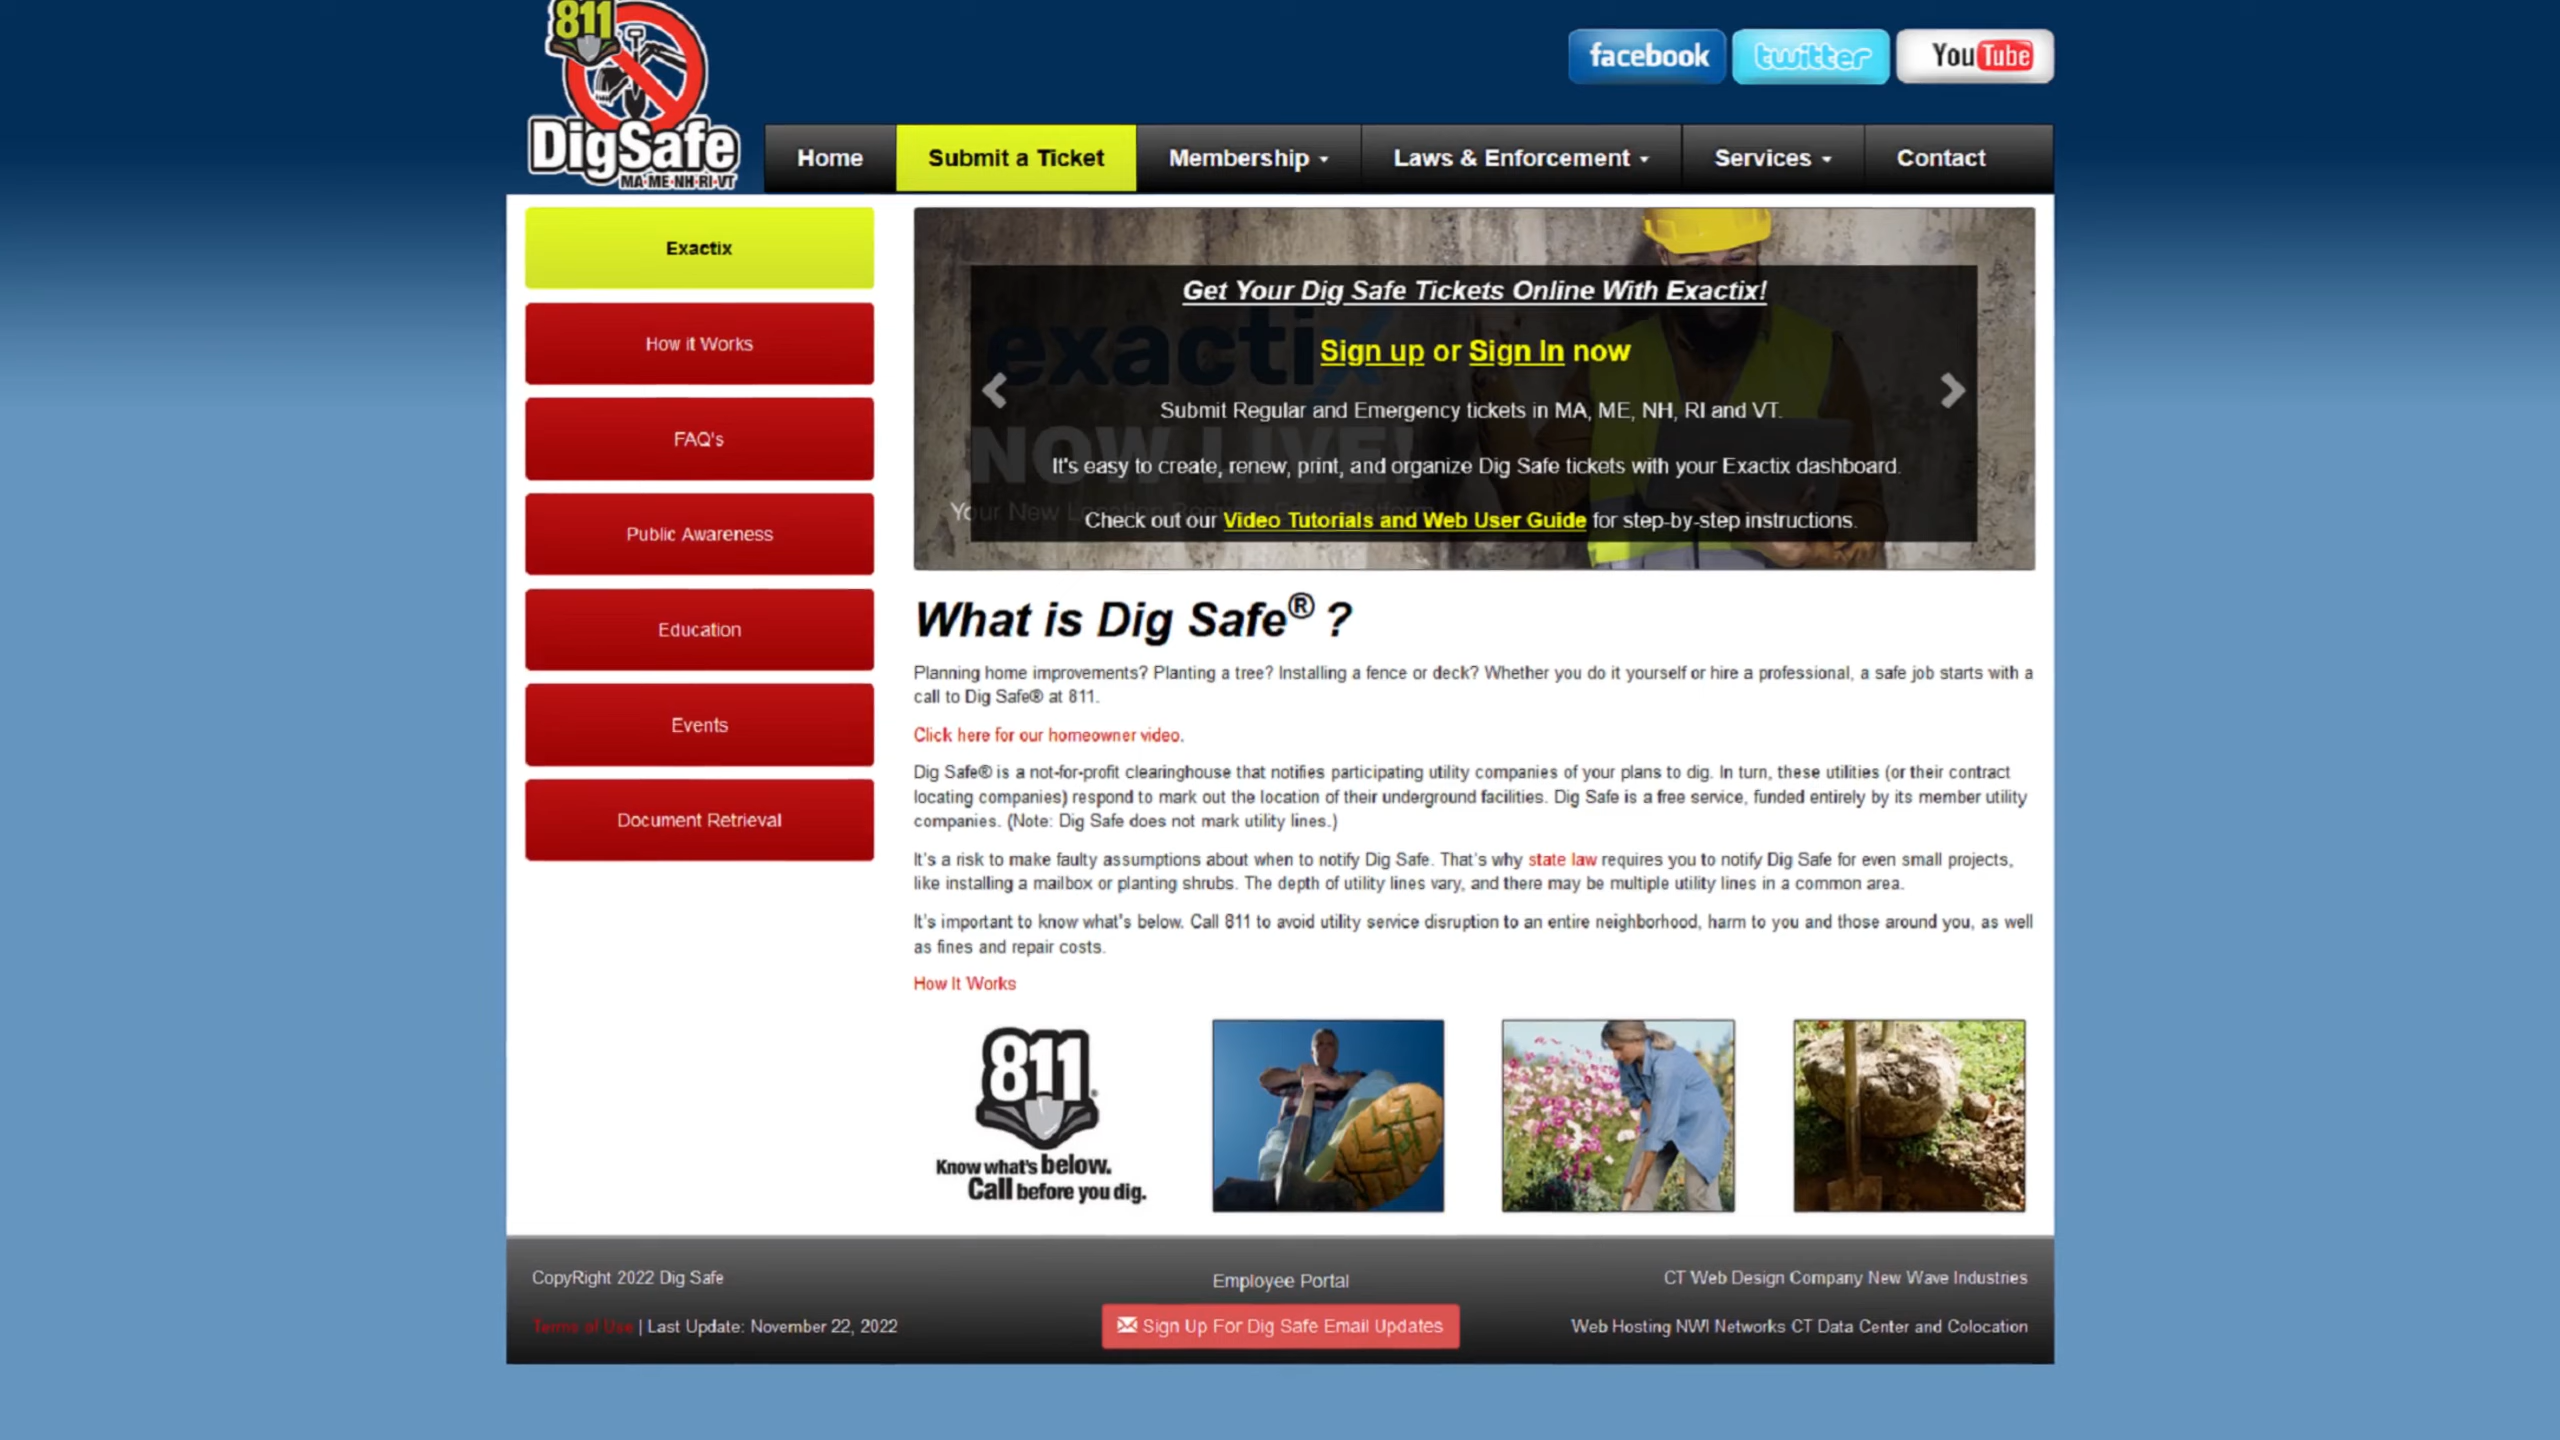 811
DigSafe
MA·ME·NH·RI·VT
facebook
twitter
YouTube
Home
Submit a Ticket
Membership
Laws & Enforcement
Services
Contact
Exactix
How it Works
FAQ's
Public Awareness
Education
Events
Document Retrieval
Get Your Dig Safe Tickets Online With Exactix!
exactix
Sign up or Sign In now
Submit Regular and Emergency tickets in MA, ME, NH, RI and VT.
NOW LIVE!
It's easy to create, renew, print, and organize Dig Safe tickets with your Exactix dashboard.
Your New Location
Check out our Video Tutorials and Web User Guide for step-by-step instructions.
What is Dig Safe® ?
Planning home improvements? Planting a tree? Installing a fence or deck? Whether you do it yourself or hire a professional, a safe job starts with a
call to Dig Safe® at 811.
Click here for our homeowner video.
Dig Safe® is a not-for-profit clearinghouse that notifies participating utility companies of your plans to dig. In turn, these utilities (or their contract
locating companies) respond to mark out the location of their underground facilities. Dig Safe is a free service, funded entirely by its member utility
companies. (Note: Dig Safe does not mark utility lines.)
It's a risk to make faulty assumptions about when to notify Dig Safe. That's why state law requires you to notify Dig Safe for even small projects,
like installing a mailbox or planting shrubs. The depth of utility lines vary, and there may be multiple utility lines in a common area.
It's important to know what's below. Call 811 to avoid utility service disruption to an entire neighborhood, harm to you and those around you, as well
as fines and repair costs.
How It Works
811®
Know what's below.
Call before you dig.
CopyRight 2022 Dig Safe
Terms of Use | Last Update: November 22, 2022
Employee Portal
Sign Up For Dig Safe Email Updates
CT Web Design Company New Wave Industries
Web Hosting NWI Networks CT Data Center and Colocation